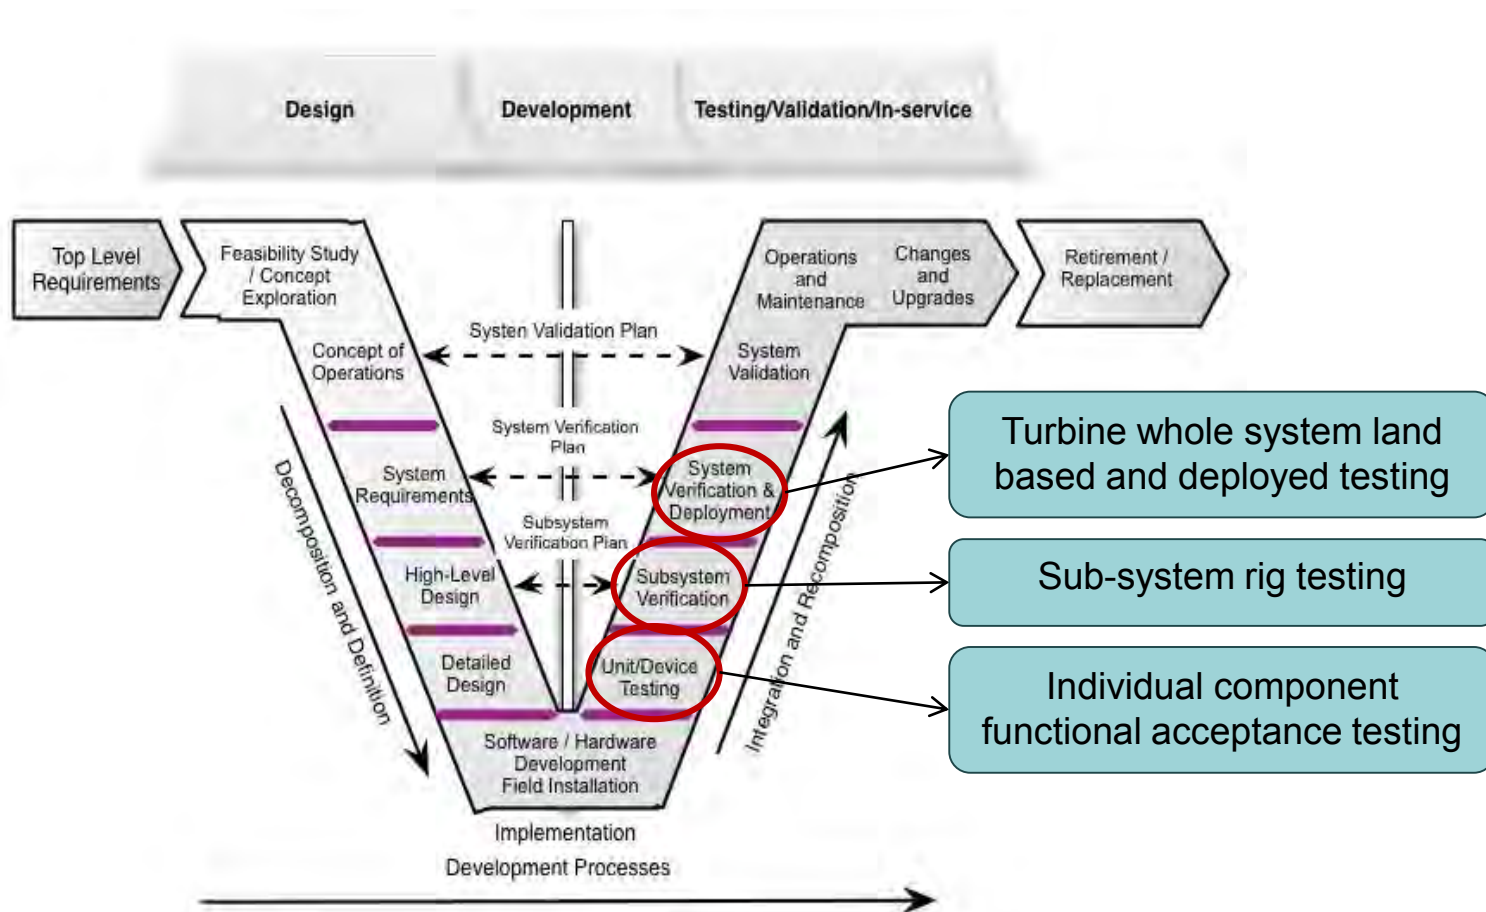 Design
Development
Testing/Validation/In-service
Top Level
Requirements
Feasibility Study
/ Concept
Exploration
Operations
and
Maintenance
Changes
and
Upgrades
Retirement /
Replacement
Systen Validation Plan
Concept of
Operations
System
Validation
System Verification
Plan
System
Requirements
System
Verification &
Deployment
Subsystem
Verification Plan
High-Level
Design
Subsystem
Verification
Detailed
Design
Unit/Device
Testing
Software / Hardware
Development
Field Installation
Decomposition and Definition
Integration and Recomposition
Implementation
Development Processes
Turbine whole system land
based and deployed testing
Sub-system rig testing
Individual component
functional acceptance testing